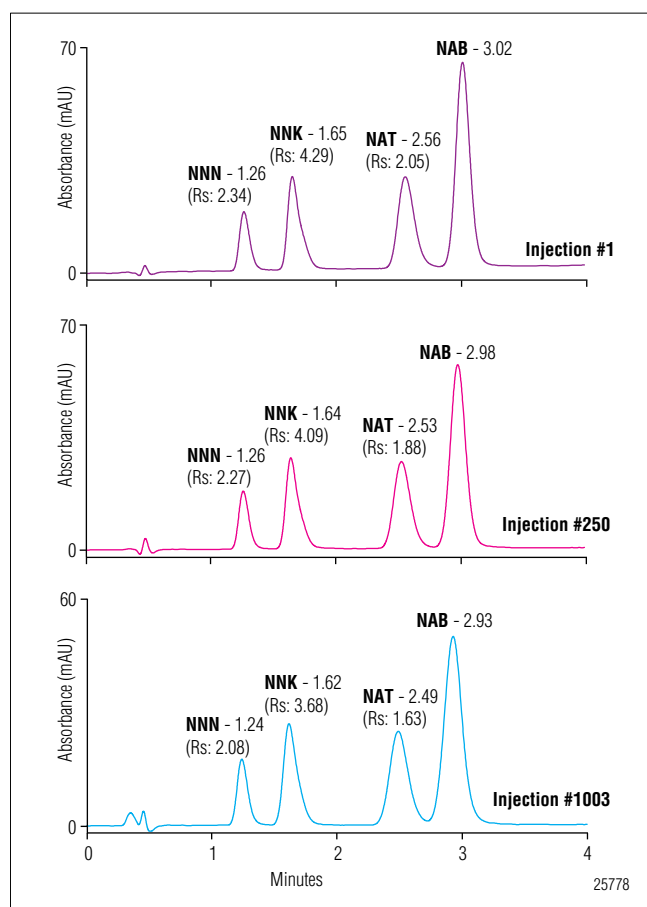 70
Absorbance (mAU)
0
NNN - 1.26
(Rs: 2.34)
NNK - 1.65
(Rs: 4.29)
NAT - 2.56
(Rs: 2.05)
NAB - 3.02
Injection #1
70
Absorbance (mAU)
0
NNN - 1.26
(Rs: 2.27)
NNK - 1.64
(Rs: 4.09)
NAT - 2.53
(Rs: 1.88)
NAB - 2.98
Injection #250
60
Absorbance (mAU)
0
NNN - 1.24
(Rs: 2.08)
NNK - 1.62
(Rs: 3.68)
NAT - 2.49
(Rs: 1.63)
NAB - 2.93
Injection #1003
0 1 2 3 4
Minutes
25778